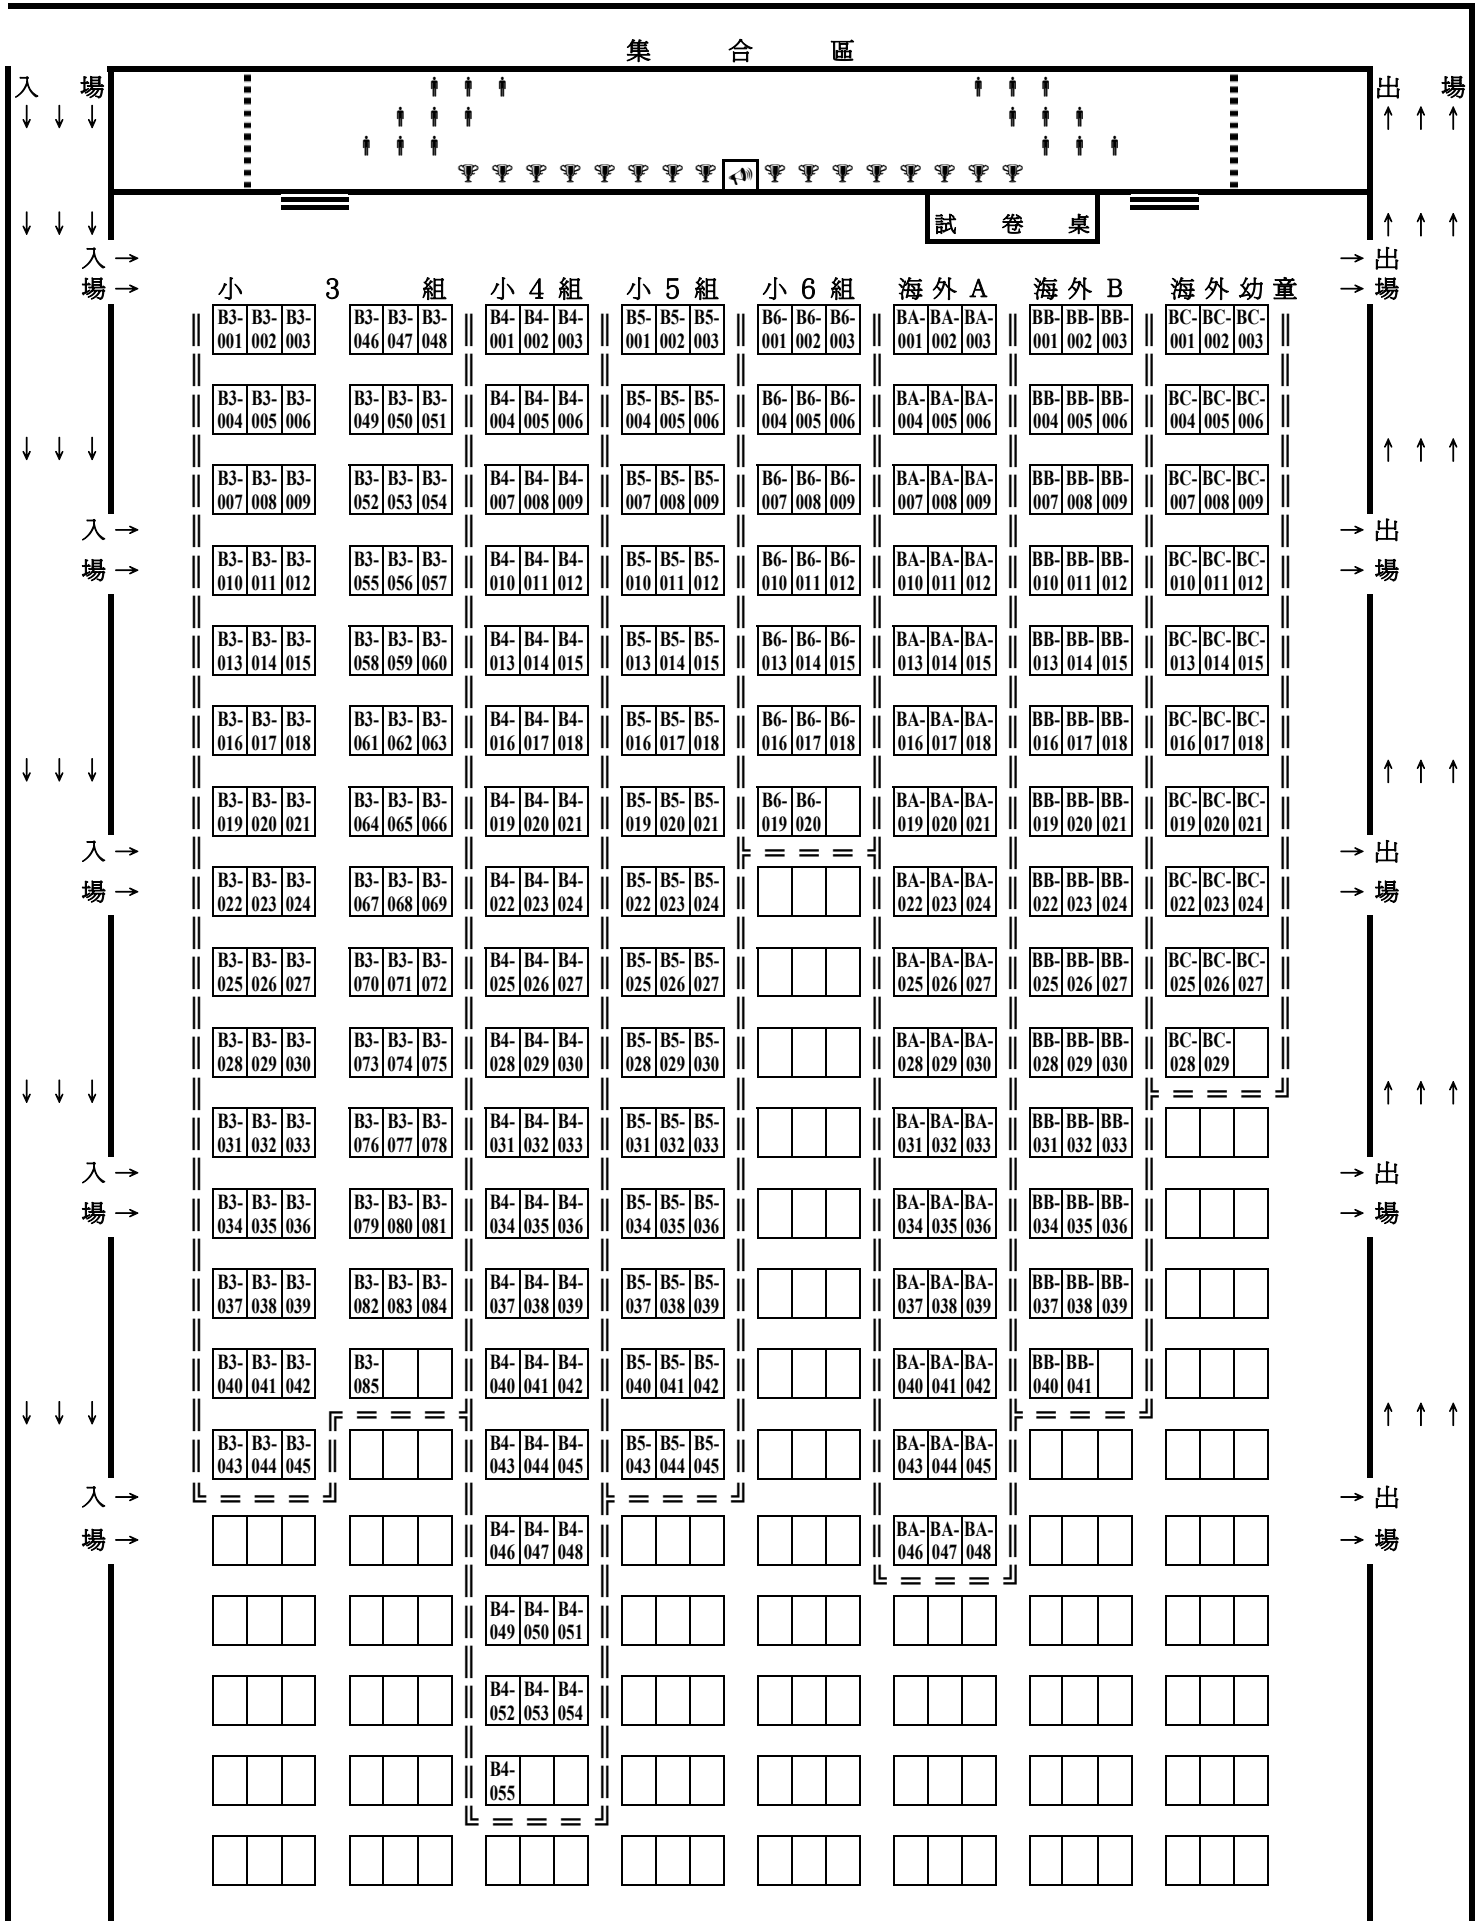 集 合 區
入 場 出 場
↓ ↓ ↓ ↑ ↑ ↑
↓ ↓ ↓ 試 卷 桌 ↑ ↑ ↑
入 → → 出
場 → 小 3 組 小 4 組 小 5 組 小 6 組 海 外 A 海 外 B 海 外 幼 童 → 場
B3- B3- B3- B3- B3- B3- B4- B4- B4- B5- B5- B5- B6- B6- B6- BA- BA- BA- BB- BB- BB- BC- BC- BC-
001 002 003 046 047 048 001 002 003 001 002 003 001 002 003 001 002 003 001 002 003 001 002 003
B3- B3- B3- B3- B3- B3- B4- B4- B4- B5- B5- B5- B6- B6- B6- BA- BA- BA- BB- BB- BB- BC- BC- BC-
004 005 006 049 050 051 004 005 006 004 005 006 004 005 006 004 005 006 004 005 006 004 005 006
↓ ↓ ↓ ↑ ↑ ↑
B3- B3- B3- B3- B3- B3- B4- B4- B4- B5- B5- B5- B6- B6- B6- BA- BA- BA- BB- BB- BB- BC- BC- BC-
007 008 009 052 053 054 007 008 009 007 008 009 007 008 009 007 008 009 007 008 009 007 008 009
入 → → 出
B3- B3- B3- B3- B3- B3- B4- B4- B4- B5- B5- B5- B6- B6- B6- BA- BA- BA- BB- BB- BB- BC- BC- BC-
場 → → 場
010 011 012 055 056 057 010 011 012 010 011 012 010 011 012 010 011 012 010 011 012 010 011 012
B3- B3- B3- B3- B3- B3- B4- B4- B4- B5- B5- B5- B6- B6- B6- BA- BA- BA- BB- BB- BB- BC- BC- BC-
013 014 015 058 059 060 013 014 015 013 014 015 013 014 015 013 014 015 013 014 015 013 014 015
B3- B3- B3- B3- B3- B3- B4- B4- B4- B5- B5- B5- B6- B6- B6- BA- BA- BA- BB- BB- BB- BC- BC- BC-
016 017 018 061 062 063 016 017 018 016 017 018 016 017 018 016 017 018 016 017 018 016 017 018
↓ ↓ ↓ ↑ ↑ ↑
B3- B3- B3- B3- B3- B3- B4- B4- B4- B5- B5- B5- B6- B6- BA- BA- BA- BB- BB- BB- BC- BC- BC-
019 020 021 064 065 066 019 020 021 019 020 021 019 020 019 020 021 019 020 021 019 020 021
入 → → 出
B3- B3- B3- B3- B3- B3- B4- B4- B4- B5- B5- B5- BA- BA- BA- BB- BB- BB- BC- BC- BC-
場 → → 場
022 023 024 067 068 069 022 023 024 022 023 024 022 023 024 022 023 024 022 023 024
B3- B3- B3- B3- B3- B3- B4- B4- B4- B5- B5- B5- BA- BA- BA- BB- BB- BB- BC- BC- BC-
025 026 027 070 071 072 025 026 027 025 026 027 025 026 027 025 026 027 025 026 027
B3- B3- B3- B3- B3- B3- B4- B4- B4- B5- B5- B5- BA- BA- BA- BB- BB- BB- BC- BC-
028 029 030 073 074 075 028 029 030 028 029 030 028 029 030 028 029 030 028 029
↓ ↓ ↓ ↑ ↑ ↑
B3- B3- B3- B3- B3- B3- B4- B4- B4- B5- B5- B5- BA- BA- BA- BB- BB- BB-
031 032 033 076 077 078 031 032 033 031 032 033 031 032 033 031 032 033
入 → → 出
B3- B3- B3- B3- B3- B3- B4- B4- B4- B5- B5- B5- BA- BA- BA- BB- BB- BB-
場 → → 場
034 035 036 079 080 081 034 035 036 034 035 036 034 035 036 034 035 036
B3- B3- B3- B3- B3- B3- B4- B4- B4- B5- B5- B5- BA- BA- BA- BB- BB- BB-
037 038 039 082 083 084 037 038 039 037 038 039 037 038 039 037 038 039
B3- B3- B3- B3- B4- B4- B4- B5- B5- B5- BA- BA- BA- BB- BB-
040 041 042 085 040 041 042 040 041 042 040 041 042 040 041
↓ ↓ ↓ ↑ ↑ ↑
B3- B3- B3- B4- B4- B4- B5- B5- B5- BA- BA- BA-
043 044 045 043 044 045 043 044 045 043 044 045
入 → → 出
B4- B4- B4- BA- BA- BA-
場 → → 場
046 047 048 046 047 048
B4- B4- B4-
049 050 051
B4- B4- B4-
052 053 054
B4-
055